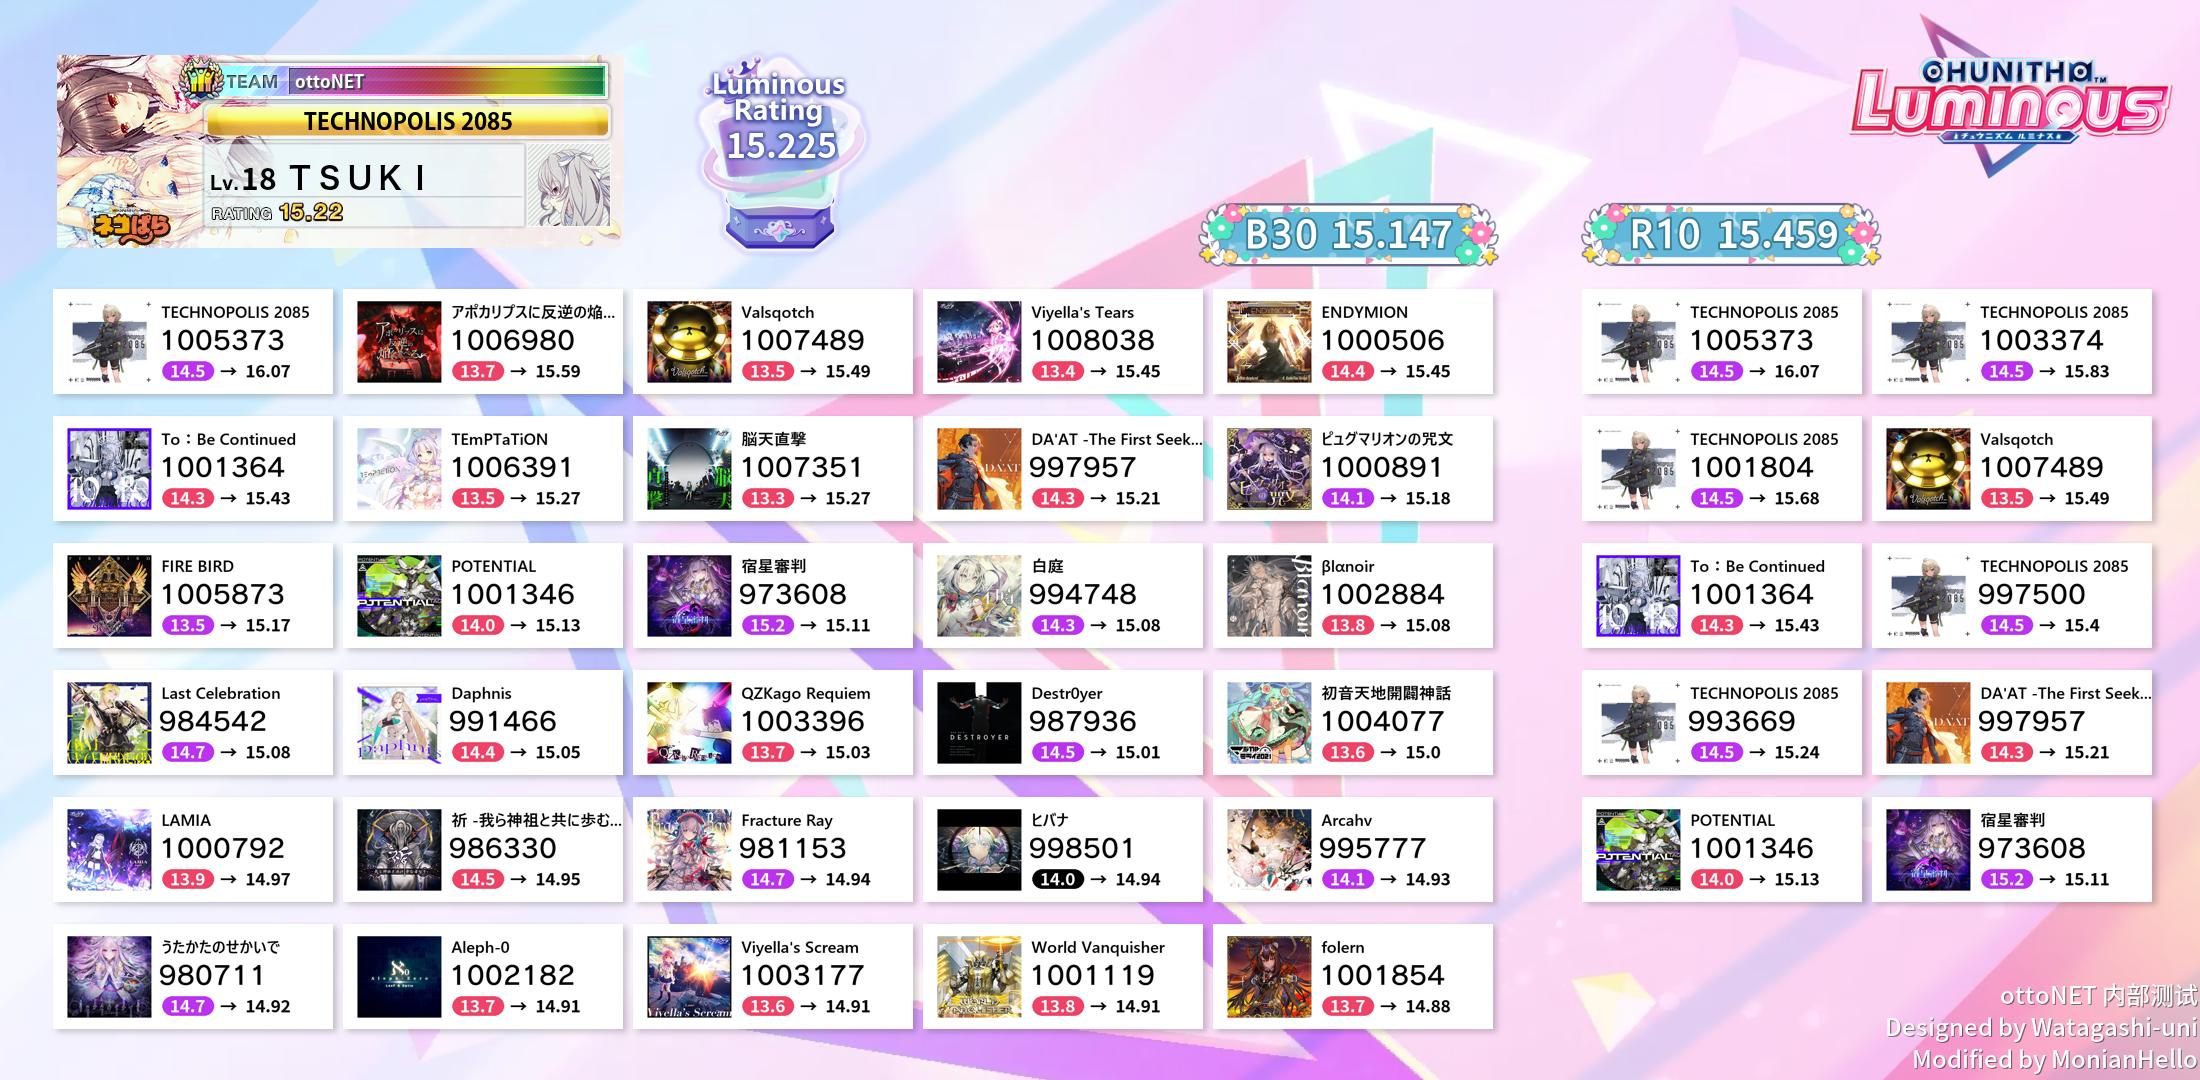 TEAM ottoNET
TECHNOPOLIS 2085
Lv.18 TSUKI
RATING 15.22
ネコぱら
Luminous
Rating
15.225
CHUNITHM TM
LUMINOUS
チュウニズム ルミナス
B30 15.147
R10 15.459
TECHNOPOLIS 2085
1005373
14.5 → 16.07
アポカリプスに反逆の焔...
1006980
13.7 → 15.59
Valsqotch
1007489
13.5 → 15.49
Viyella's Tears
1008038
13.4 → 15.45
ENDYMION
1000506
14.4 → 15.45
To：Be Continued
1001364
14.3 → 15.43
TEmPTaTiON
1006391
13.5 → 15.27
脳天直撃
1007351
13.3 → 15.27
DA'AT -The First Seek...
997957
14.3 → 15.21
ピュグマリオンの咒文
1000891
14.1 → 15.18
FIRE BIRD
1005873
13.5 → 15.17
POTENTIAL
1001346
14.0 → 15.13
宿星審判
973608
15.2 → 15.11
白庭
994748
14.3 → 15.08
βlαnoir
1002884
13.8 → 15.08
Last Celebration
984542
14.7 → 15.08
Daphnis
991466
14.4 → 15.05
QZKago Requiem
1003396
13.7 → 15.03
Destr0yer
987936
14.5 → 15.01
初音天地開闢神話
1004077
13.6 → 15.0
LAMIA
1000792
13.9 → 14.97
祈 -我ら神祖と共に歩む...
986330
14.5 → 14.95
Fracture Ray
981153
14.7 → 14.94
ヒバナ
998501
14.0 → 14.94
Arcahv
995777
14.1 → 14.93
うたかたのせかいで
980711
14.7 → 14.92
Aleph-0
1002182
13.7 → 14.91
Viyella's Scream
1003177
13.6 → 14.91
World Vanquisher
1001119
13.8 → 14.91
folern
1001854
13.7 → 14.88
TECHNOPOLIS 2085
1005373
14.5 → 16.07
TECHNOPOLIS 2085
1003374
14.5 → 15.83
TECHNOPOLIS 2085
1001804
14.5 → 15.68
Valsqotch
1007489
13.5 → 15.49
To：Be Continued
1001364
14.3 → 15.43
TECHNOPOLIS 2085
997500
14.5 → 15.4
TECHNOPOLIS 2085
993669
14.5 → 15.24
DA'AT -The First Seek...
997957
14.3 → 15.21
POTENTIAL
1001346
14.0 → 15.13
宿星審判
973608
15.2 → 15.11
ottoNET 内部测试
Designed by Watagashi-uni
Modified by MonianHello